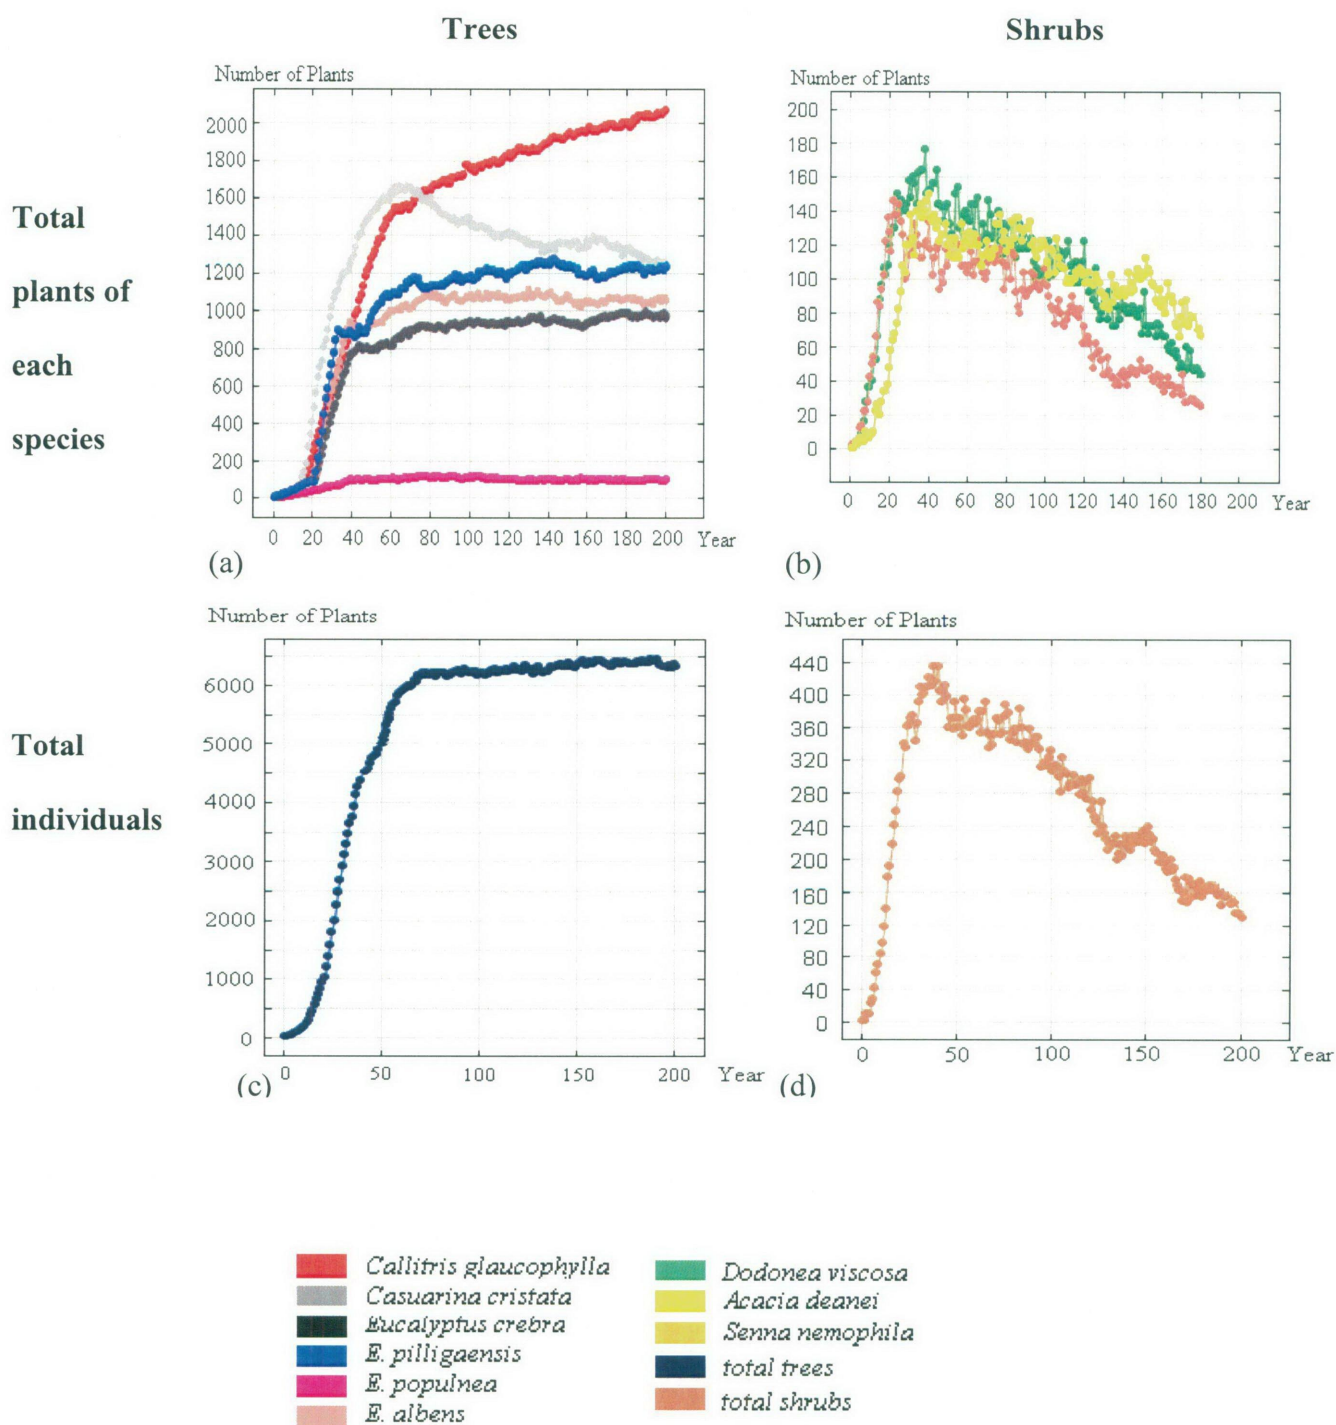 Trees
Shrubs
Total
plants of
each
species
Number of Plants
2000
1800
1600
1400
1200
1000
800
600
400
200
0
0 20 40 60 80 100 120 140 160 180 200 Year
(a)
Number of Plants
200
180
160
140
120
100
80
60
40
20
0
0 20 40 60 80 100 120 140 160 180 200 Year
(b)
Total
individuals
Number of Plants
6000
5000
4000
3000
2000
1000
0
0 50 100 150 200 Year
(c)
Number of Plants
440
400
360
320
280
240
200
160
120
80
40
0
0 50 100 150 200 Year
(d)
Callitris glaucophylla
Casuarina cristata
Eucalyptus crebra
E. pilligaensis
E. populnea
E. albens
Dodonea viscosa
Acacia deanei
Senna nemophila
total trees
total shrubs